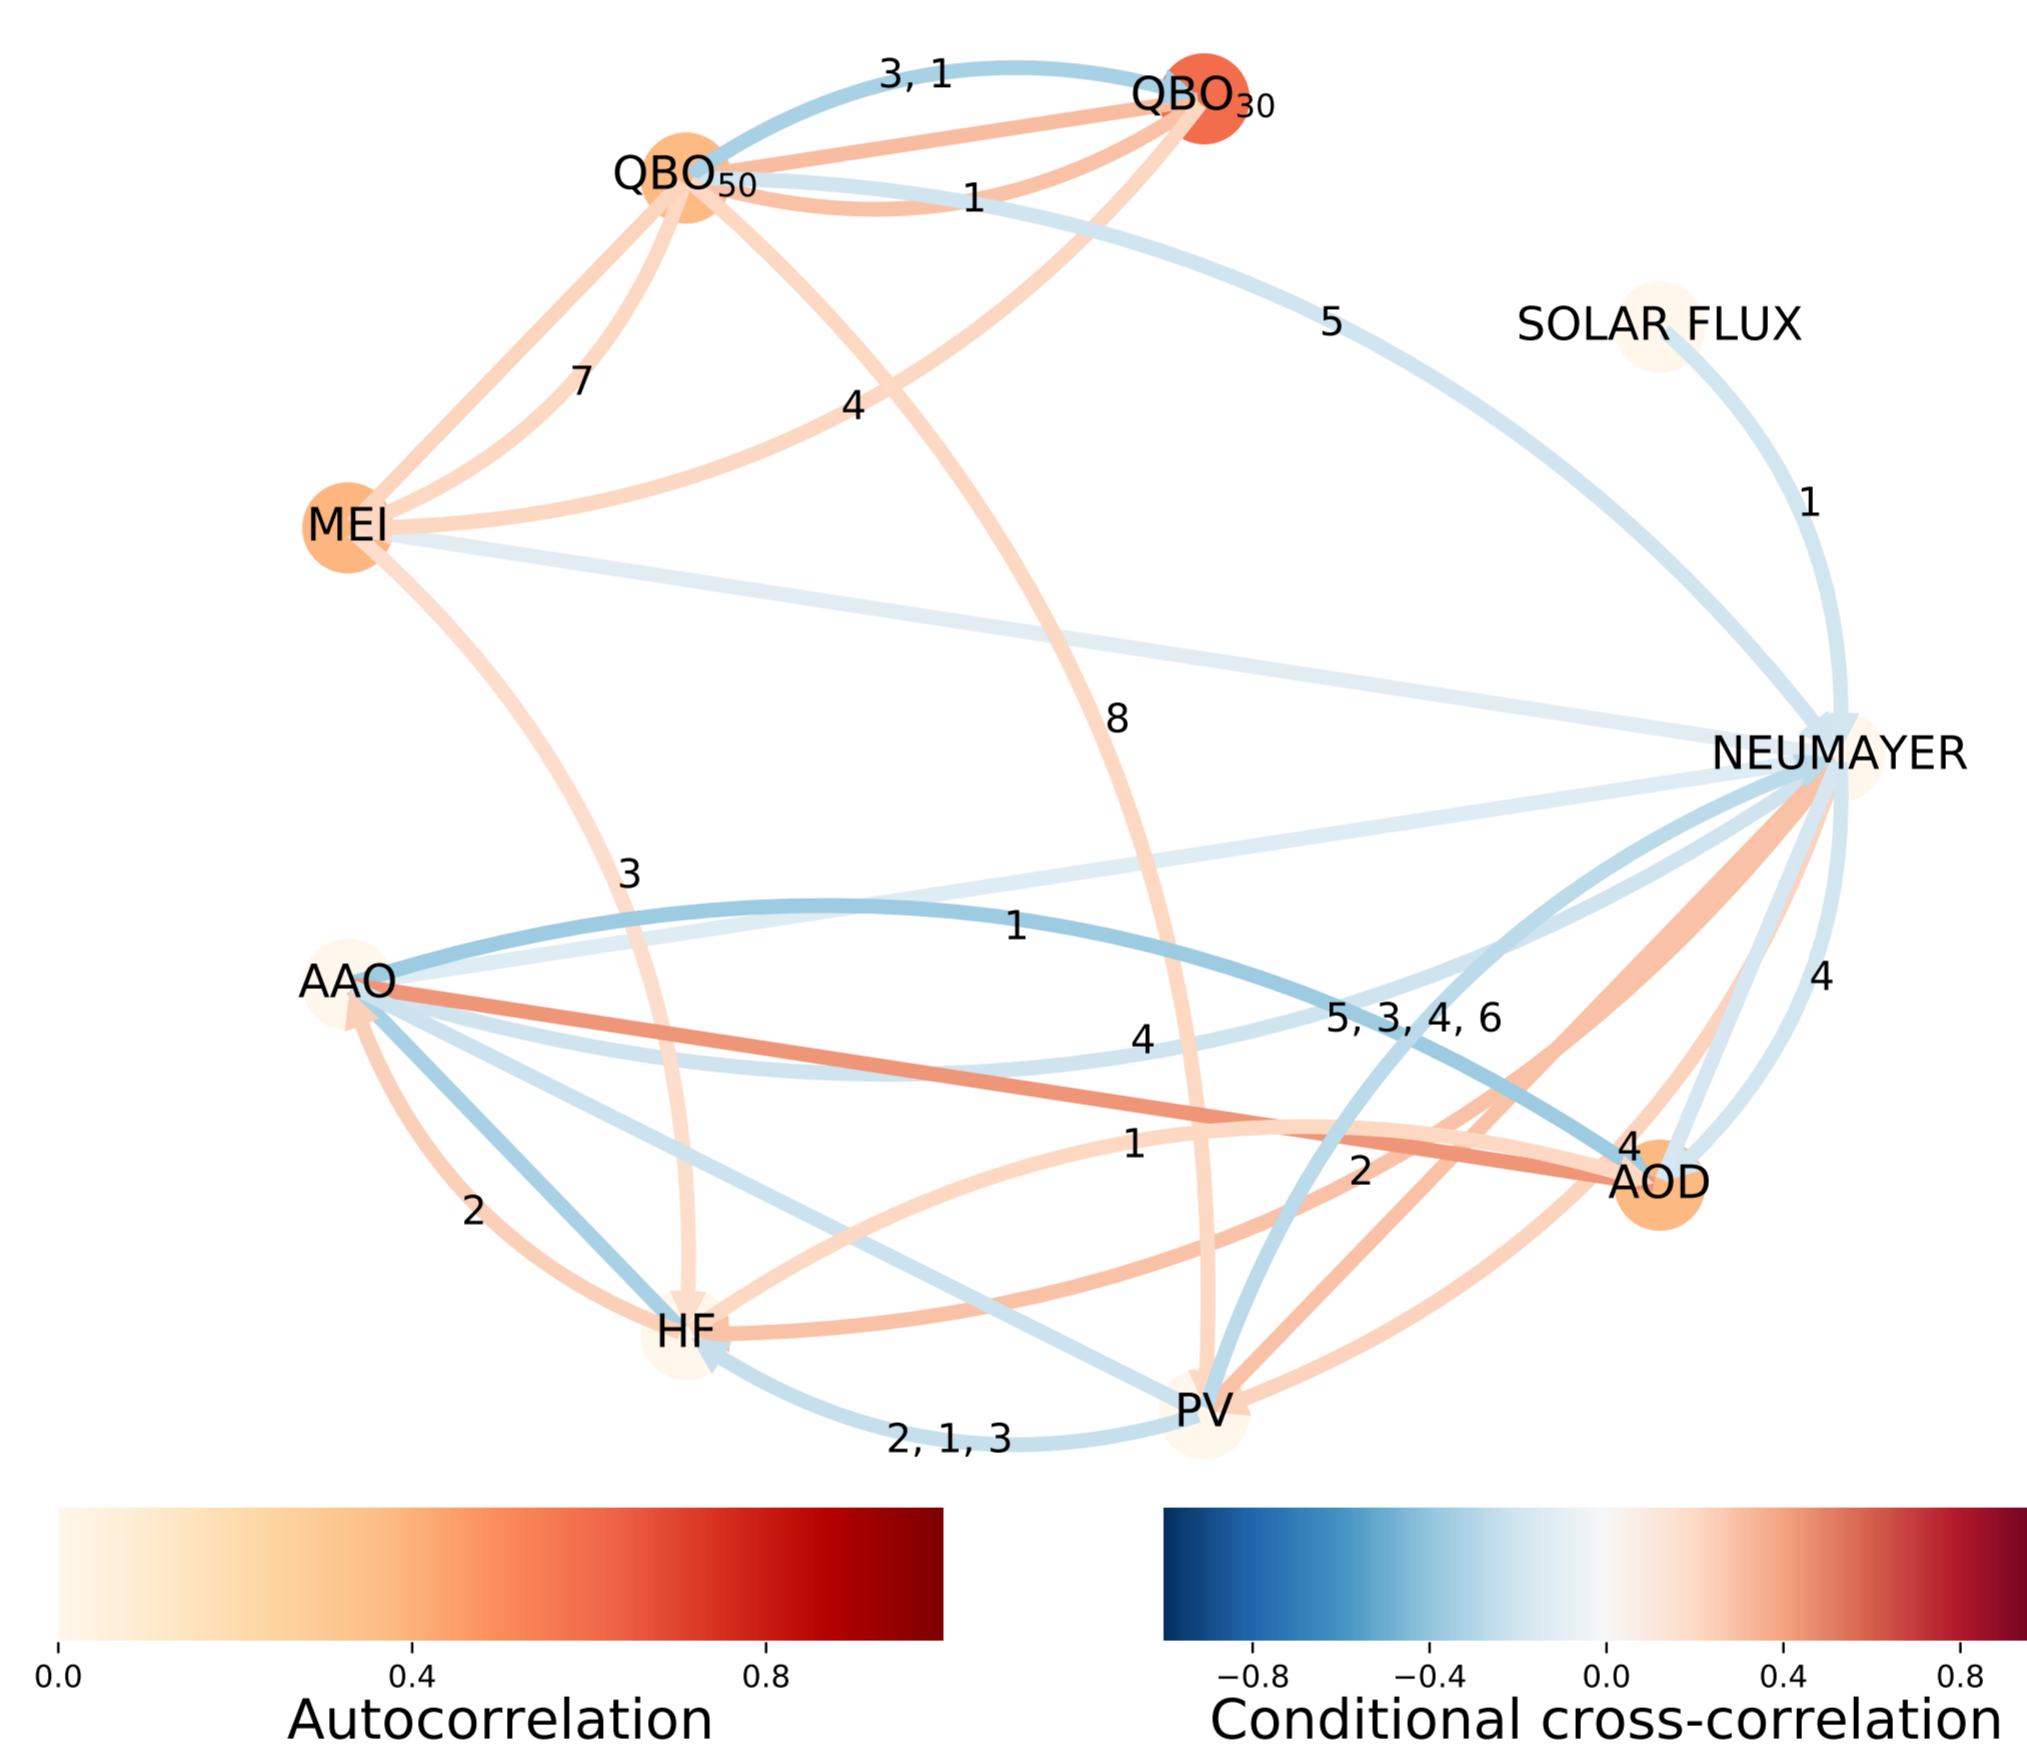 3, 1
QBO₃₀
QBO₅₀
1
5
SOLAR FLUX
7
4
1
MEI
8
NEUMAYER
3
1
AAO
4
5, 3, 4, 6
4
1
2
4
AOD
2
HF
PV
2, 1, 3
0.0 0.4 0.8
Autocorrelation
−0.8 −0.4 0.0 0.4 0.8
Conditional cross-correlation